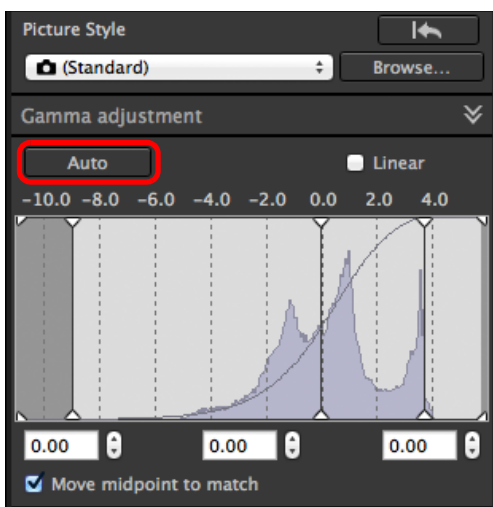 Picture Style
(Standard) Browse...
Gamma adjustment
Auto Linear
-10.0 -8.0 -6.0 -4.0 -2.0 0.0 2.0 4.0
0.00 0.00 0.00
Move midpoint to match